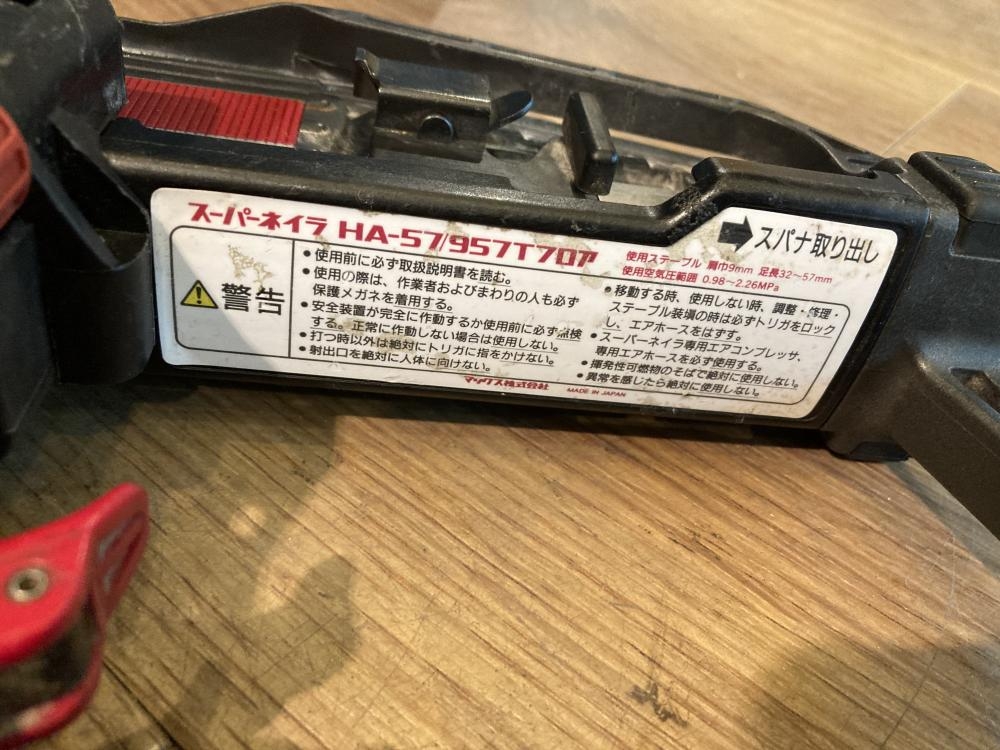 スーパーネイラ HA-57/957Tフロア
スパナ取り出し
使用ステープル 肩巾9mm 足長32～57mm
使用空気圧範囲 0.98～2.26MPa
警告
・使用前に必ず取扱説明書を読む。
・使用の際は、作業者およびまわりの人も必ず
保護メガネを着用する。
・安全装置が完全に作動するか使用前に必ず点検
する。正常に作動しない場合は使用しない。
・打つ時以外は絶対にトリガに指をかけない。
・射出口を絶対に人体に向けない。
・移動する時、使用しない時、調整・修理・
ステープル装填の時は必ずトリガをロック
し、エアホースをはずす。
・スーパーネイラ専用エアコンプレッサ、
専用エアホースを必ず使用する。
・揮発性可燃物のそばで絶対に使用しない。
・異常を感じたら絶対に使用しない。
マックス株式会社 MADE IN JAPAN